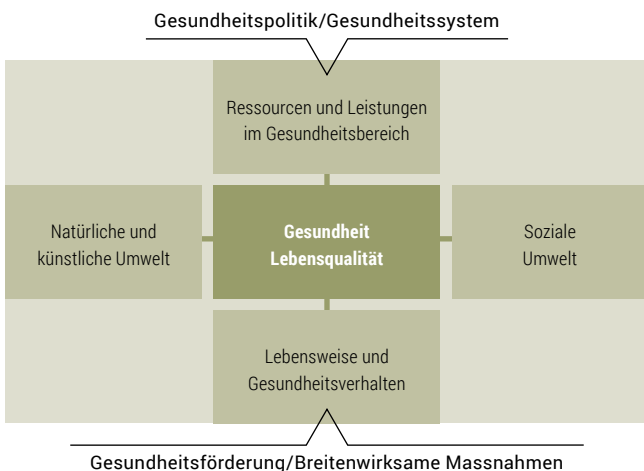 Gesundheitspolitik/Gesundheitssystem
Ressourcen und Leistungen
im Gesundheitsbereich
Natürliche und
künstliche Umwelt
Gesundheit
Lebensqualität
Soziale
Umwelt
Lebensweise und
Gesundheitsverhalten
Gesundheitsförderung/Breitenwirksame Massnahmen